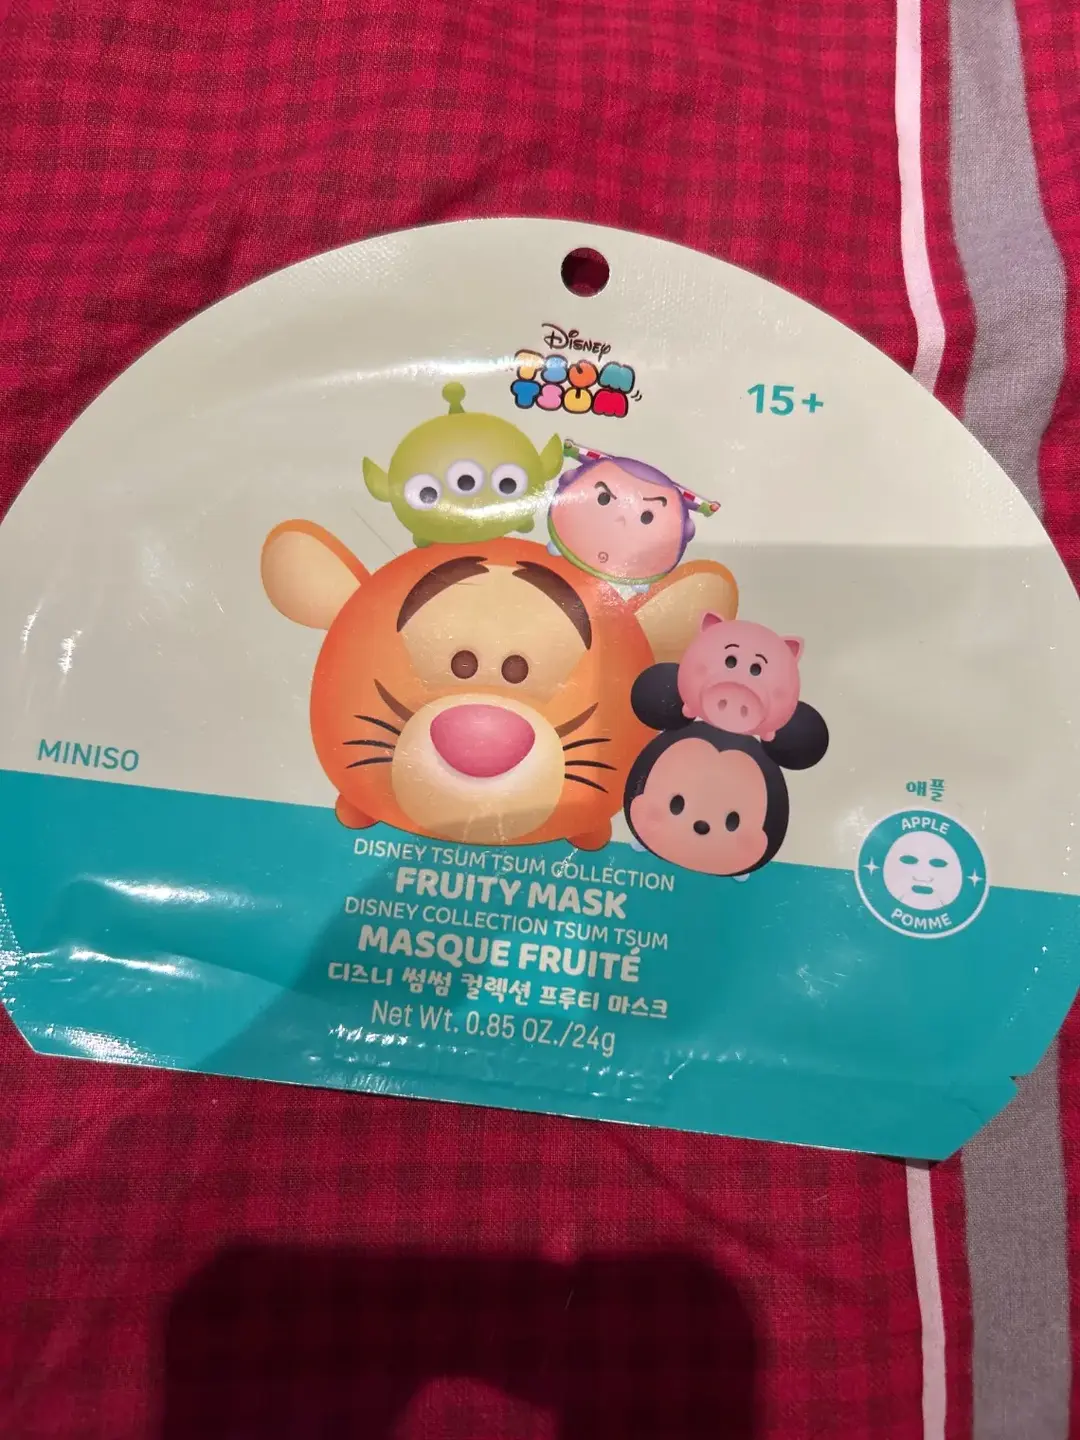 Disney
TSUM
TSUM
15+
MINISO
애플
APPLE
POMME
DISNEY TSUM TSUM COLLECTION
FRUITY MASK
DISNEY COLLECTION TSUM TSUM
MASQUE FRUITÉ
디즈니 썸썸 컬렉션 프루티 마스크
Net Wt. 0.85 OZ./24g